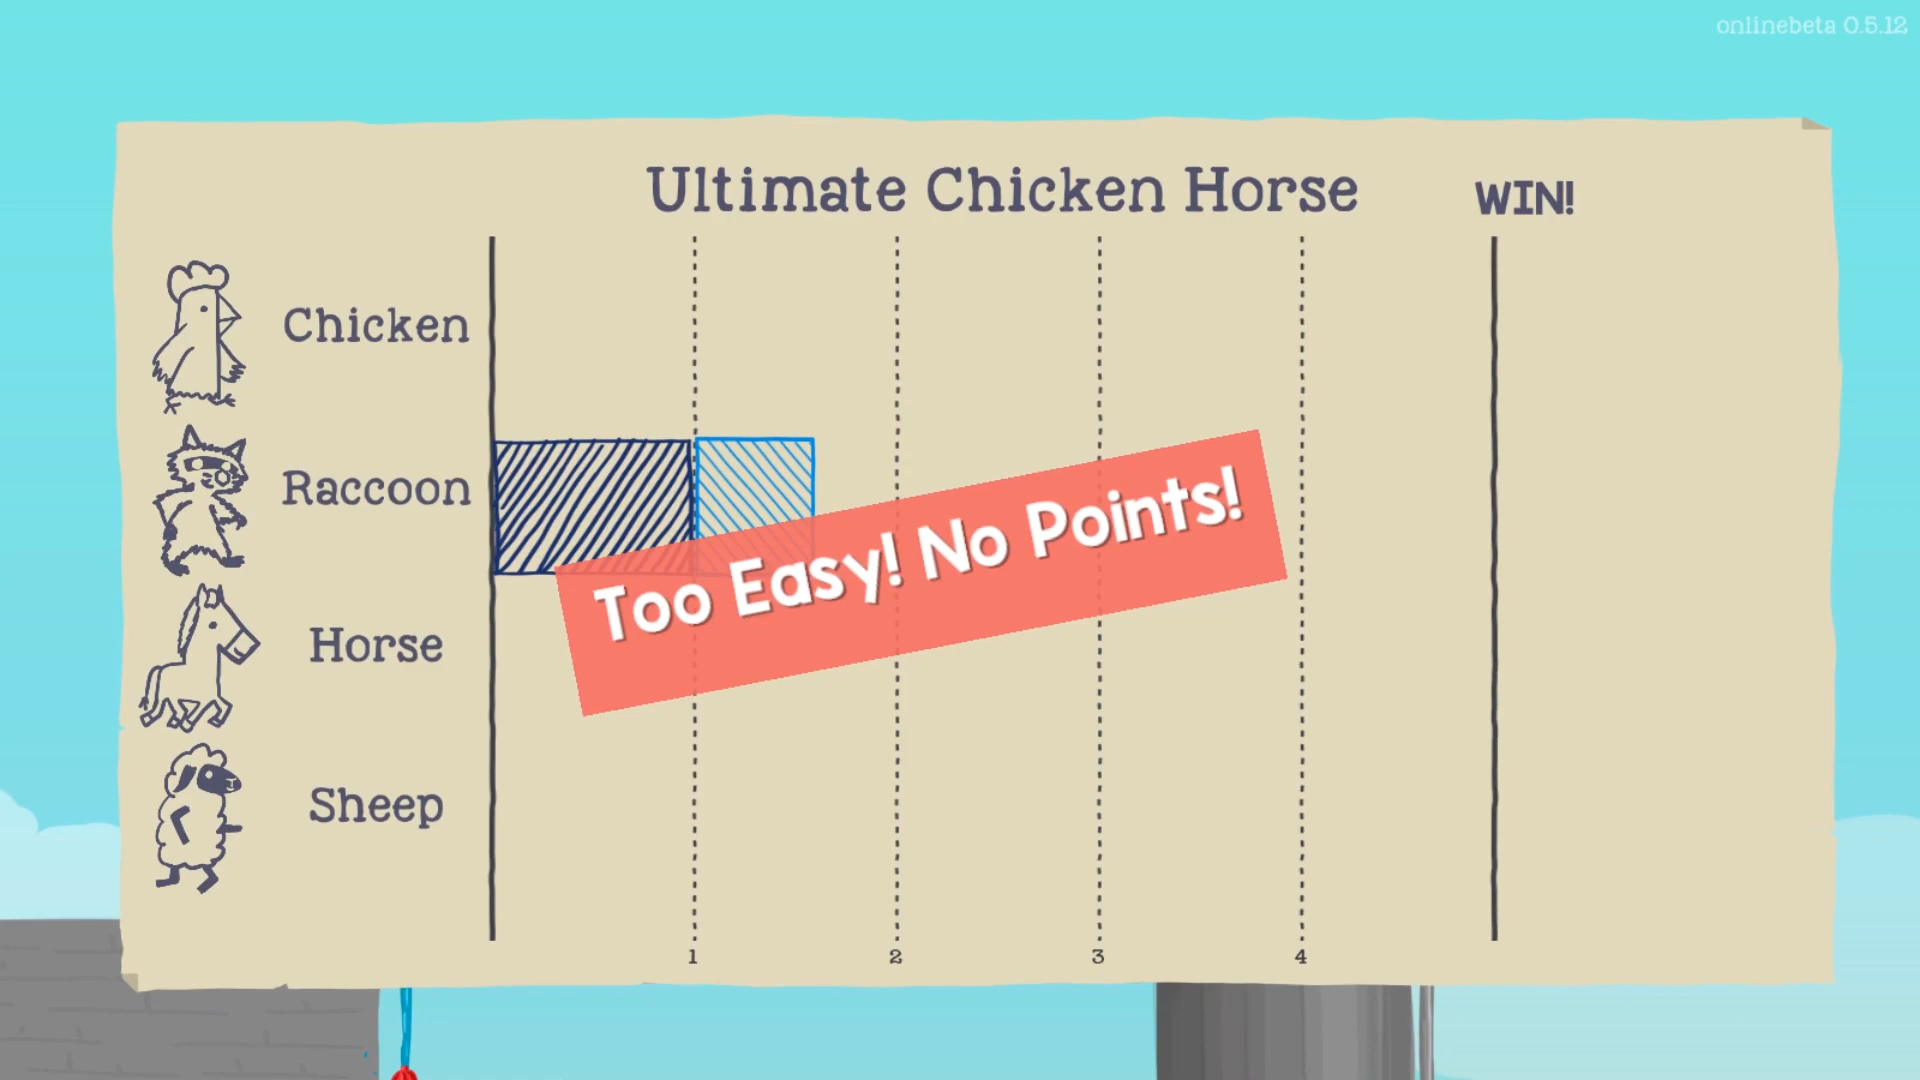 onlinebeta 0.5.12
Ultimate Chicken Horse
WIN!
Chicken
Raccoon
Too Easy! No Points!
Horse
Sheep
1
2
3
4